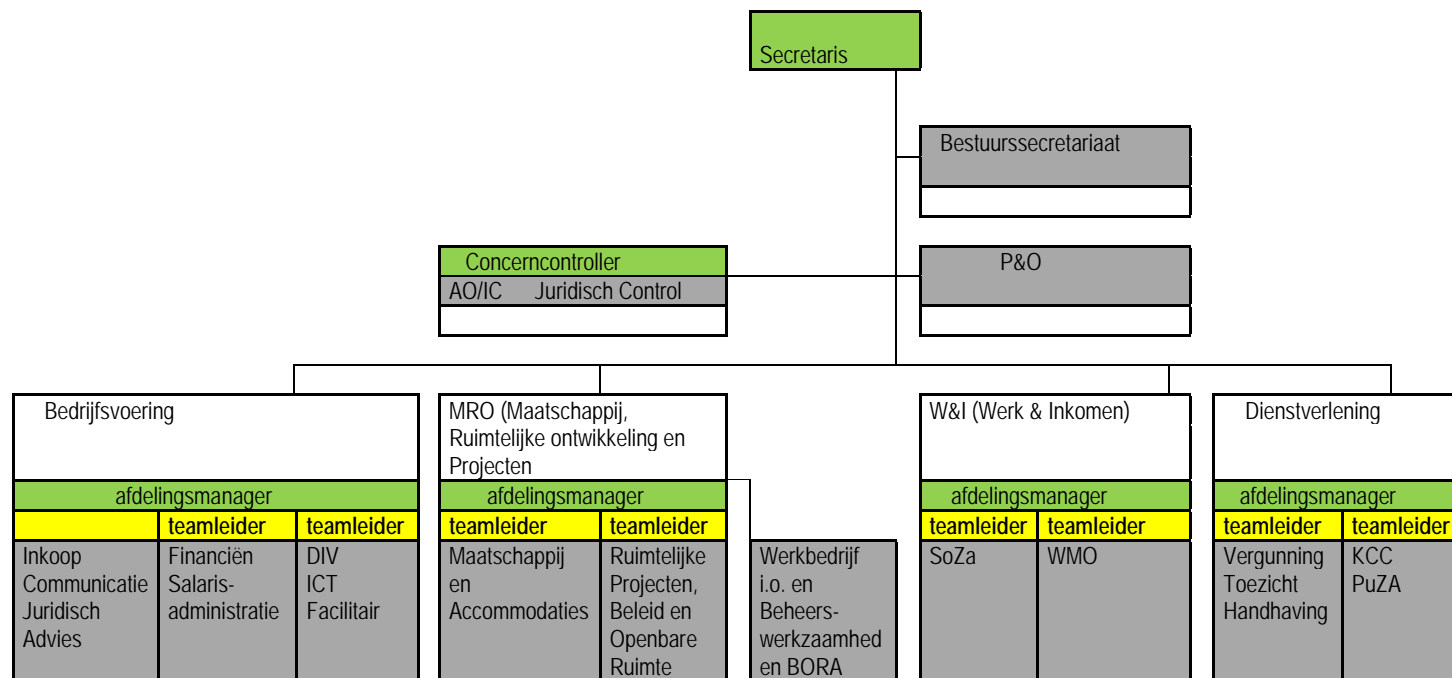 Secretaris
Bestuurssecretariaat
Concerncontroller
AO/IC Juridisch Control
P&O
Bedrijfsvoering
afdelingsmanager
teamleider
teamleider
Inkoop
Communicatie
Juridisch
Advies
Financiën
Salaris-
administratie
DIV
ICT
Facilitair
MRO (Maatschappij,
Ruimtelijke ontwikkeling en
Projecten
afdelingsmanager
teamleider
teamleider
Maatschappij
en
Accommodaties
Ruimtelijke
Projecten,
Beleid en
Openbare
Ruimte
Werkbedrijf
i.o. en
Beheers-
werkzaamhed
en BORA
W&I (Werk & Inkomen)
afdelingsmanager
teamleider
teamleider
SoZa
WMO
Dienstverlening
afdelingsmanager
teamleider
teamleider
Vergunning
Toezicht
Handhaving
KCC
PuZA